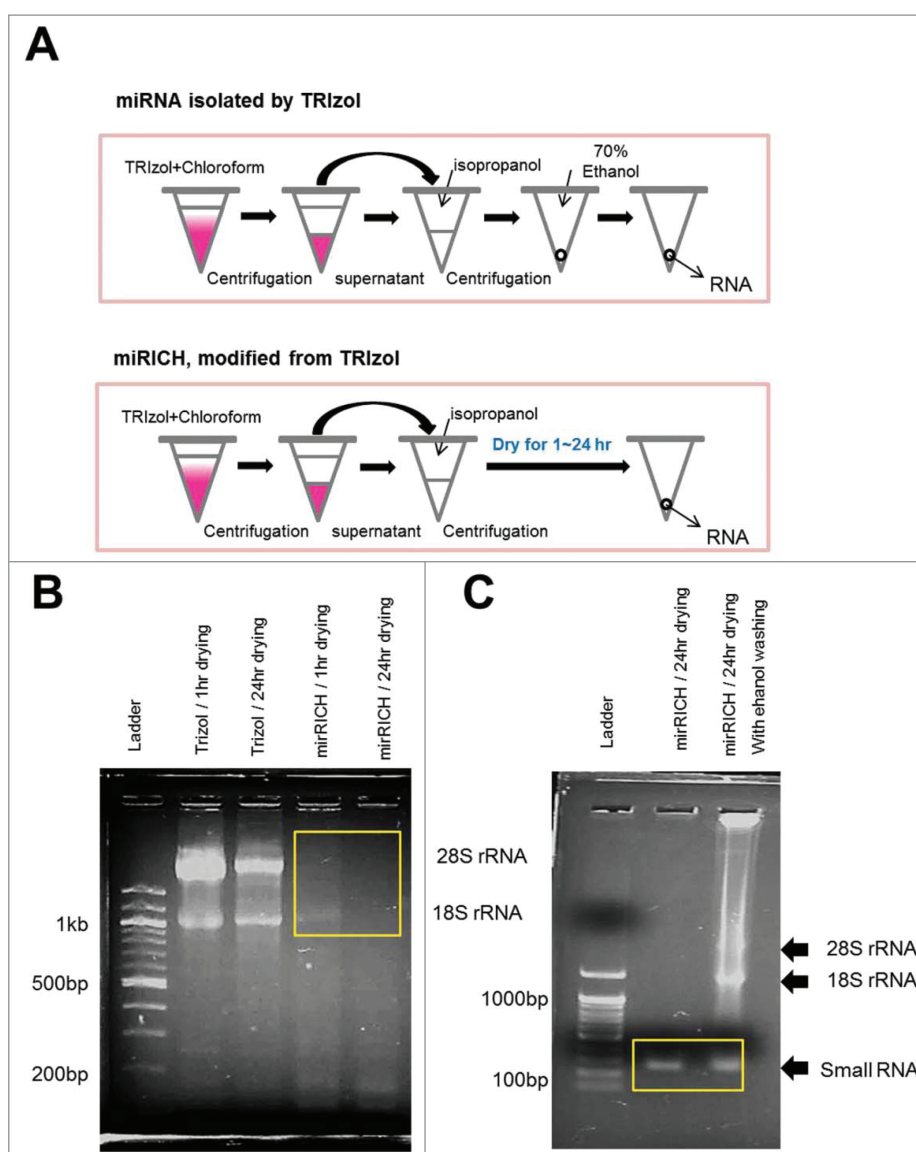 A
miRNA isolated by TRIzol
TRIzol+Chloroform
isopropanol
70%
Ethanol
Centrifugation
supernatant
Centrifugation
RNA
miRICH, modified from TRIzol
TRIzol+Chloroform
isopropanol
Dry for 1~24 hr
Centrifugation
supernatant
Centrifugation
RNA
B
Ladder
Trizol / 1hr drying
Trizol / 24hr drying
mirRICH / 1hr drying
mirRICH / 24hr drying
28S rRNA
18S rRNA
1kb
500bp
200bp
C
Ladder
mirRICH / 24hr drying
mirRICH / 24hr drying
With ehanol washing
28S rRNA
18S rRNA
1000bp
100bp
Small RNA